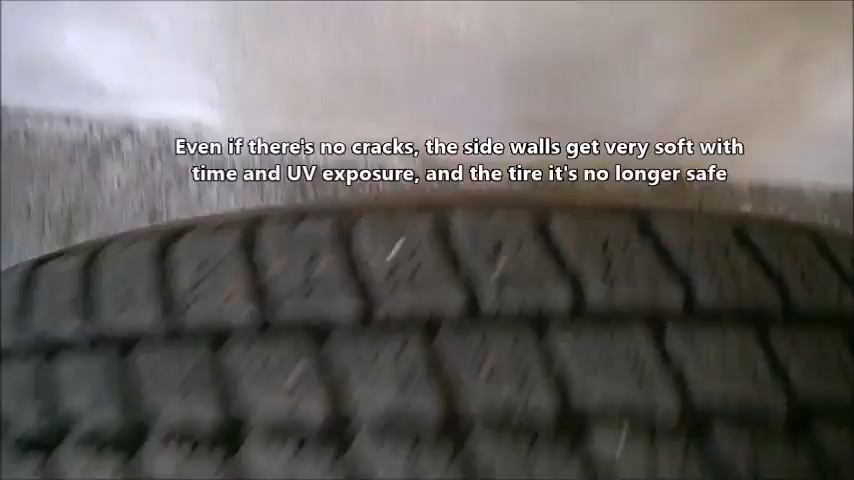 Even if there's no cracks, the side walls get very soft with
time and UV exposure, and the tire it's no longer safe